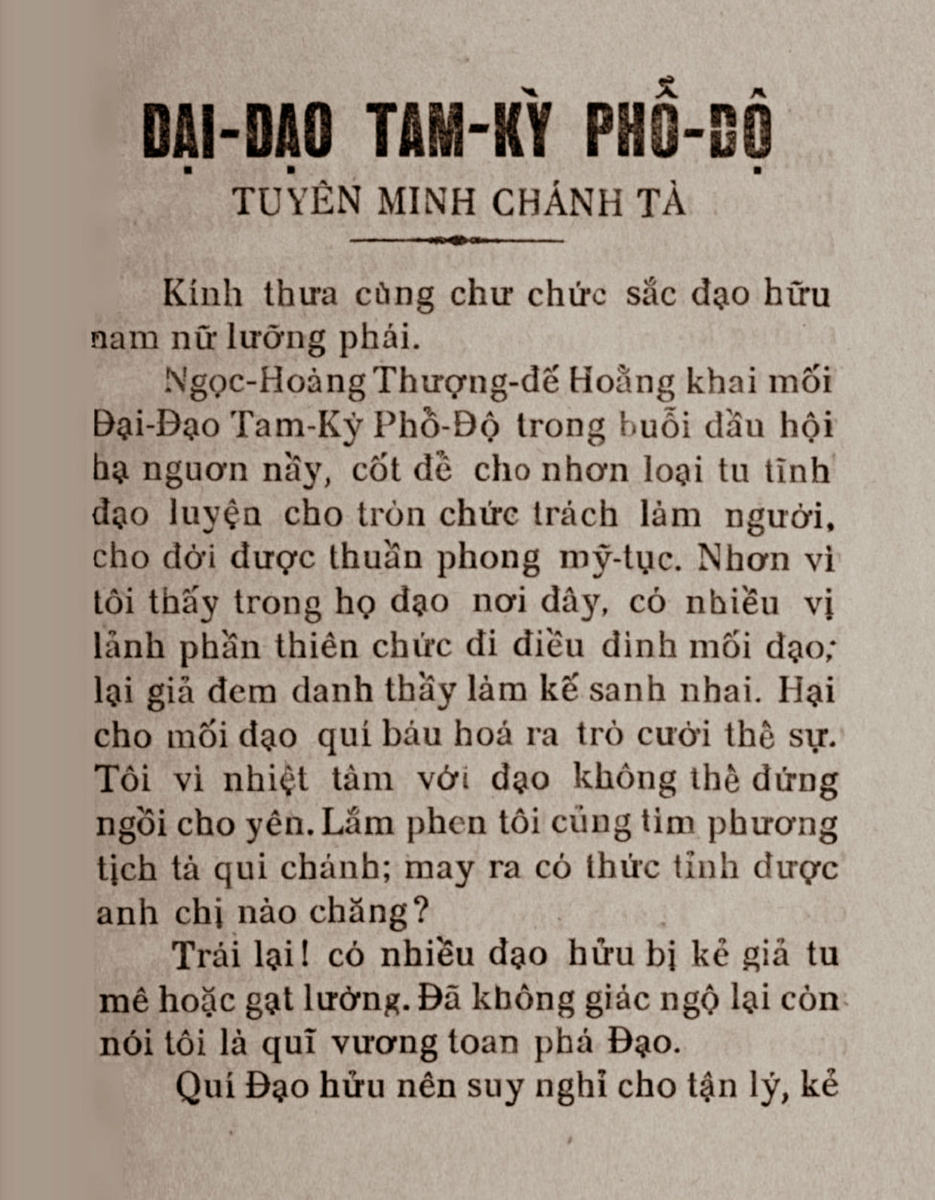 ĐẠI-ĐẠO TAM-KỲ PHỔ-ĐỘ
TUYÊN MINH CHÁNH TÀ
Kính thưa cùng chư chức sắc đạo hữu
nam nữ lưỡng phái.
Ngọc-Hoàng Thượng-đế Hoằng khai mối
Đại-Đạo Tam-Kỳ Phổ-Độ trong buỗi dầu hội
hạ nguơn nầy, cốt để cho nhơn loại tu tĩnh
đạo luyện cho tròn chức trách làm người,
cho đời được thuần phong mỹ-tục. Nhơn vì
tôi thấy trong họ đạo nơi đây, có nhiều vị
lảnh phần thiên chức đi điều đình mối đạo;
lại giả đem danh thầy làm kế sanh nhai. Hại
cho mối đạo quí báu hoá ra trò cười thế sự.
Tôi vì nhiệt tâm với đạo không thể đứng
ngồi cho yên. Lắm phen tôi củng tìm phương
tịch tà qui chánh; may ra có thức tỉnh được
anh chị nào chăng?
Trái lại! có nhiều đạo hửu bị kẻ giả tu
mê hoặc gạt lường. Đã không giác ngộ lại còn
nói tôi là quĩ vương toan phá Đạo.
Quí Đạo hửu nên suy nghỉ cho tận lý, kẻ